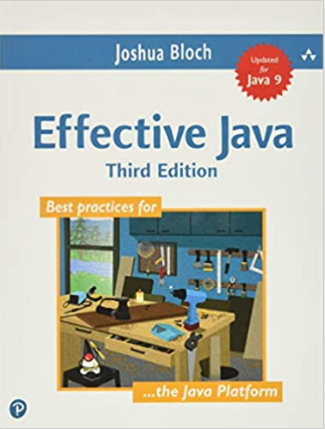 Joshua Bloch
Updated
for
Java 9
Effective Java
Third Edition
Best practices for
...the Java Platform